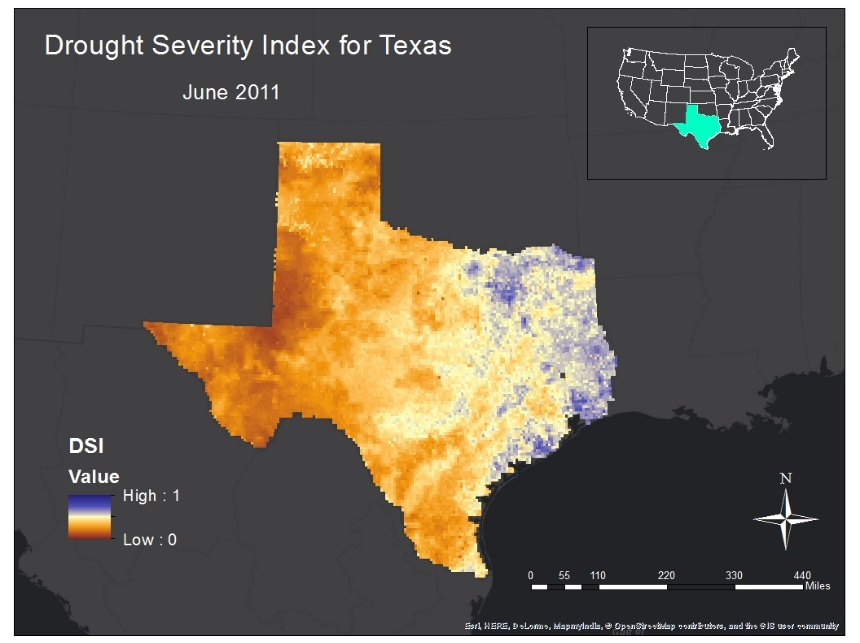 Drought Severity Index for Texas
June 2011
DSI
Value
High : 1
Low : 0
N
0 55 110 220 330 440
Miles
Esri, HERE, DeLorme, MapmyIndia, © OpenStreetMap contributors, and the GIS user community